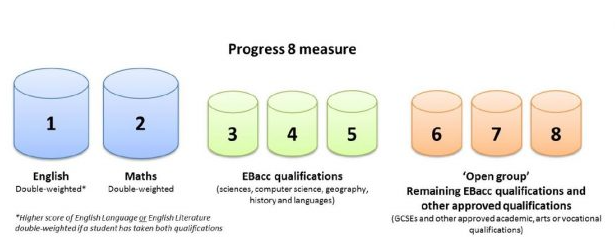 Progress 8 measure
1 2 3 4 5 6 7 8
English
Double-weighted*
Maths
Double-weighted
EBacc qualifications
(sciences, computer science, geography,
history and languages)
'Open group'
Remaining EBacc qualifications and
other approved qualifications
(GCSEs and other approved academic, arts or vocational
qualifications)
*Higher score of English Language or English Literature
double-weighted if a student has taken both qualifications